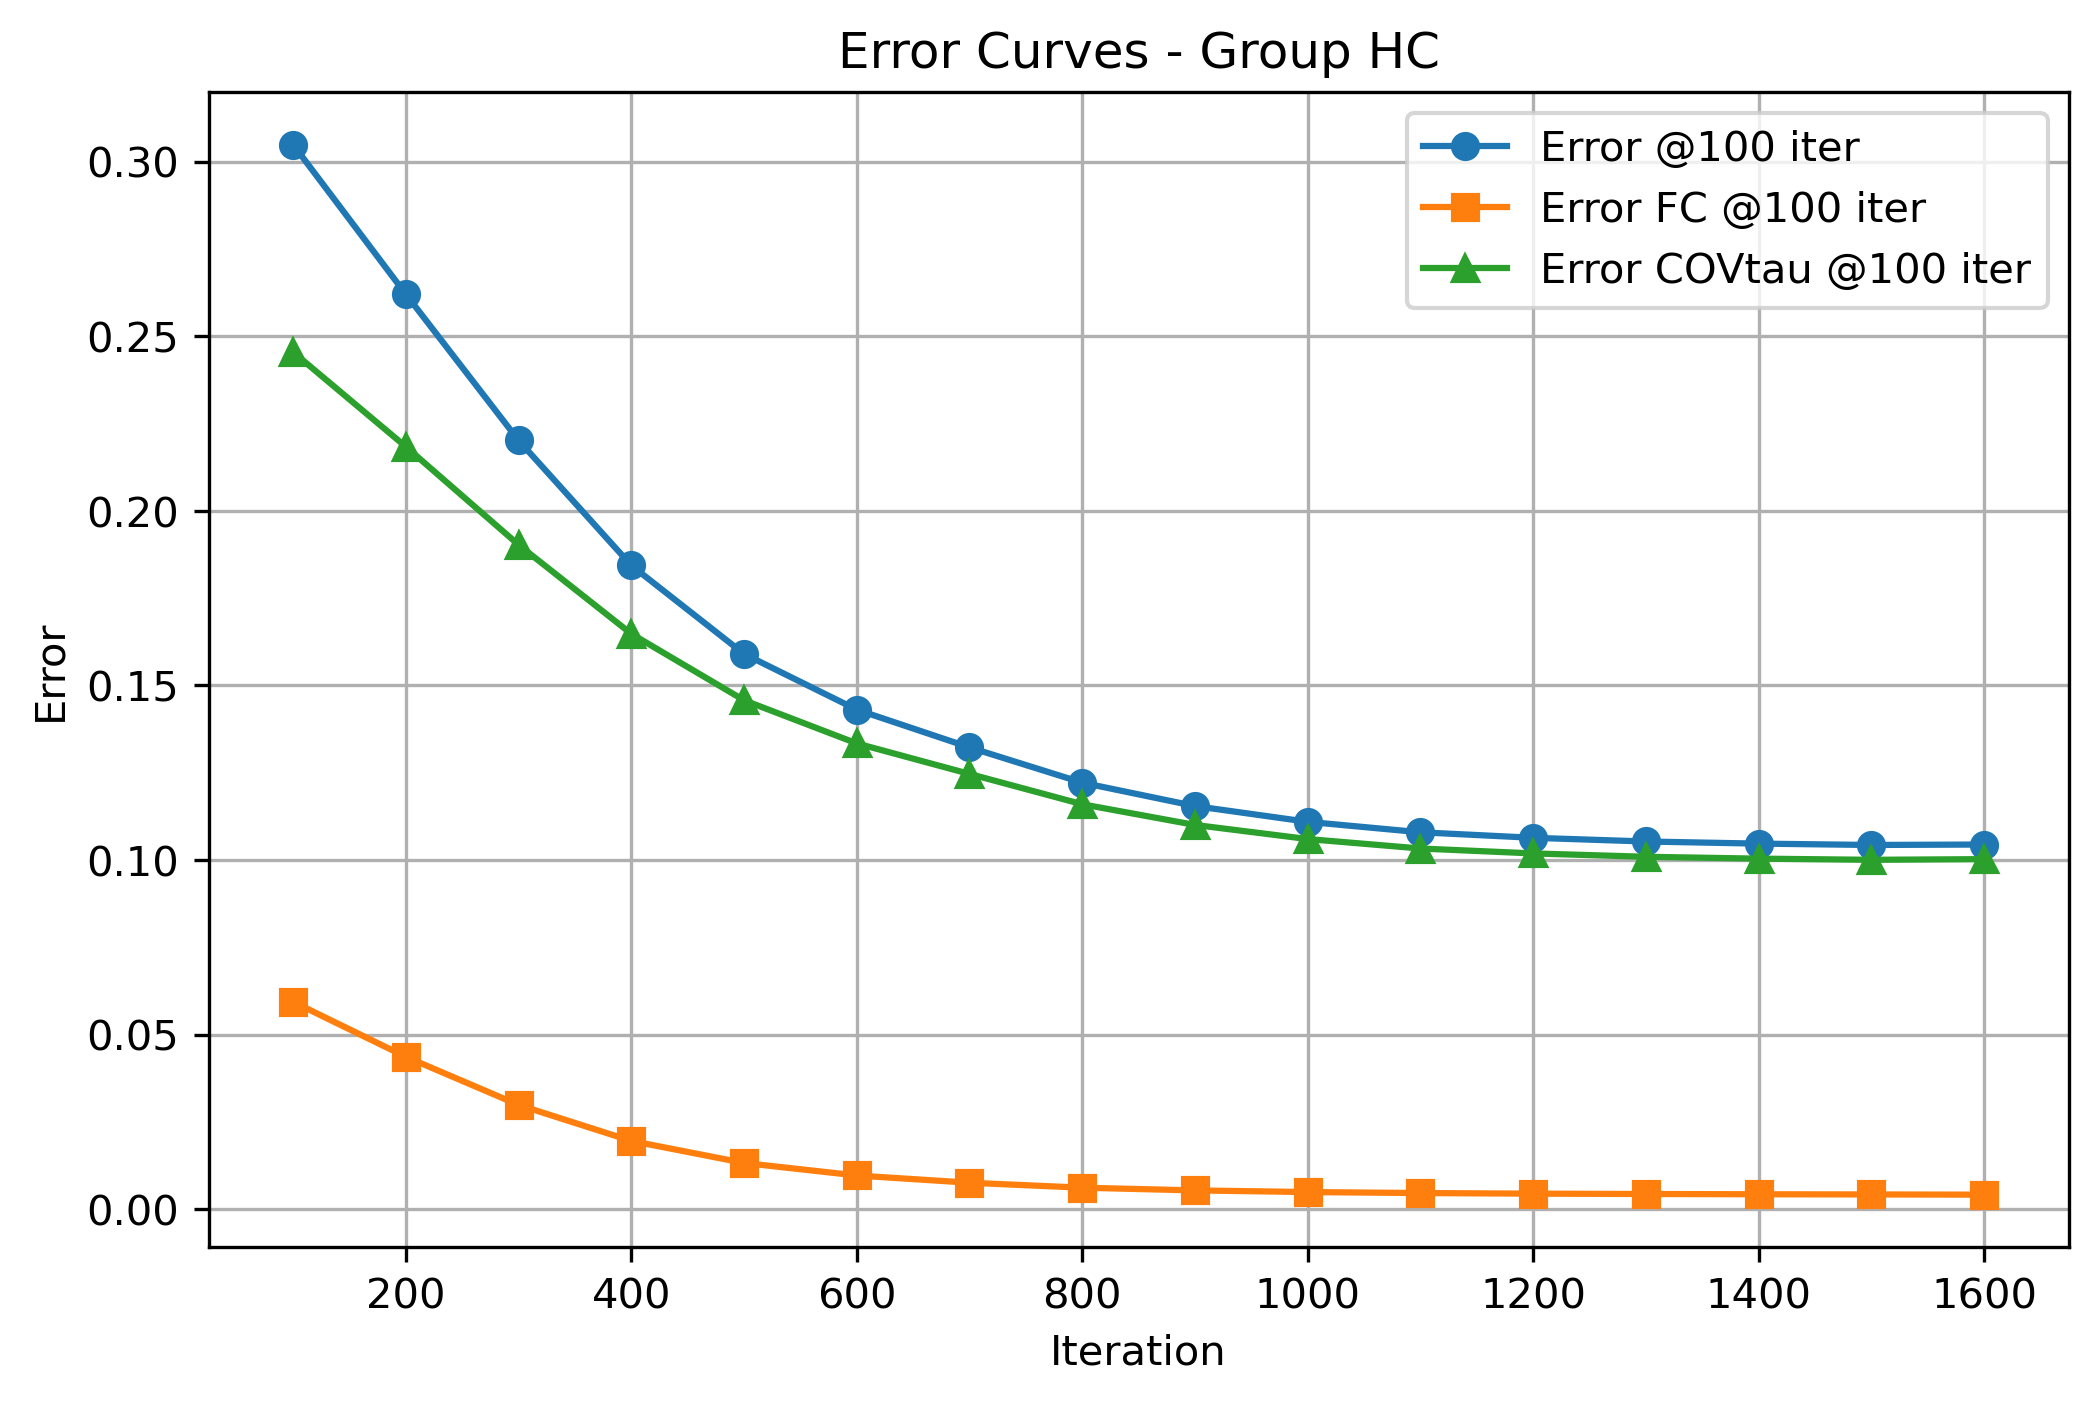 Error Curves - Group HC
Error @100 iter
Error FC @100 iter
Error COVtau @100 iter
0.30
0.25
0.20
0.15
0.10
0.05
0.00
Error
200 400 600 800 1000 1200 1400 1600
Iteration